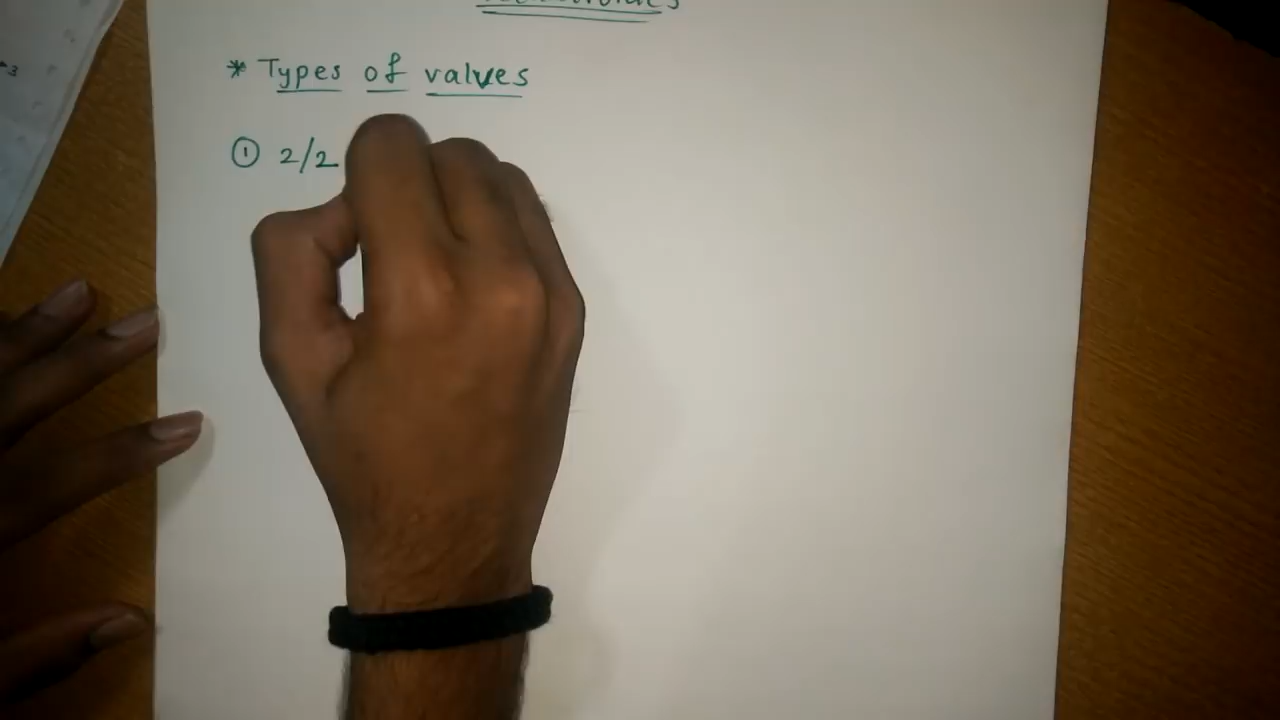 * Types of valves
① 2/2